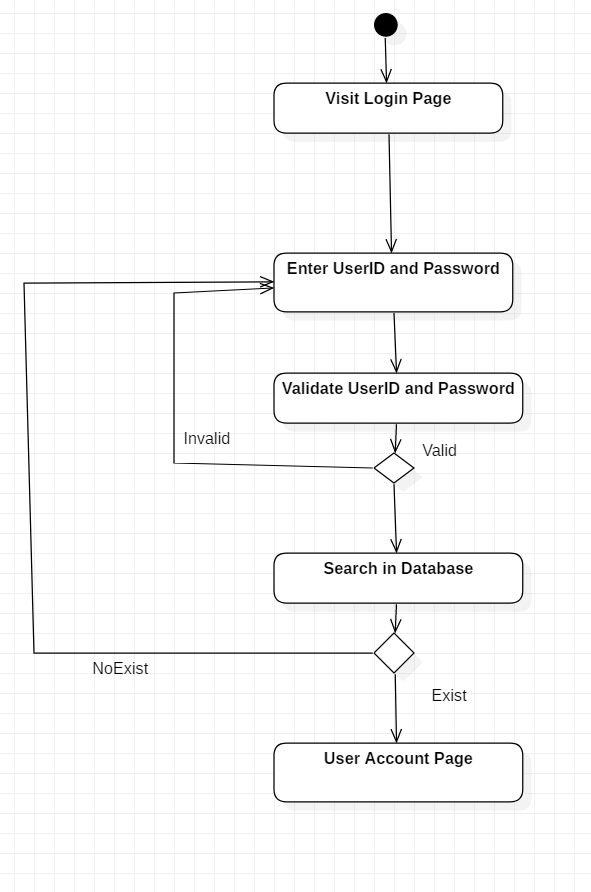 Visit Login Page
Enter UserID and Password
Validate UserID and Password
Invalid
Valid
Search in Database
NoExist
Exist
User Account Page